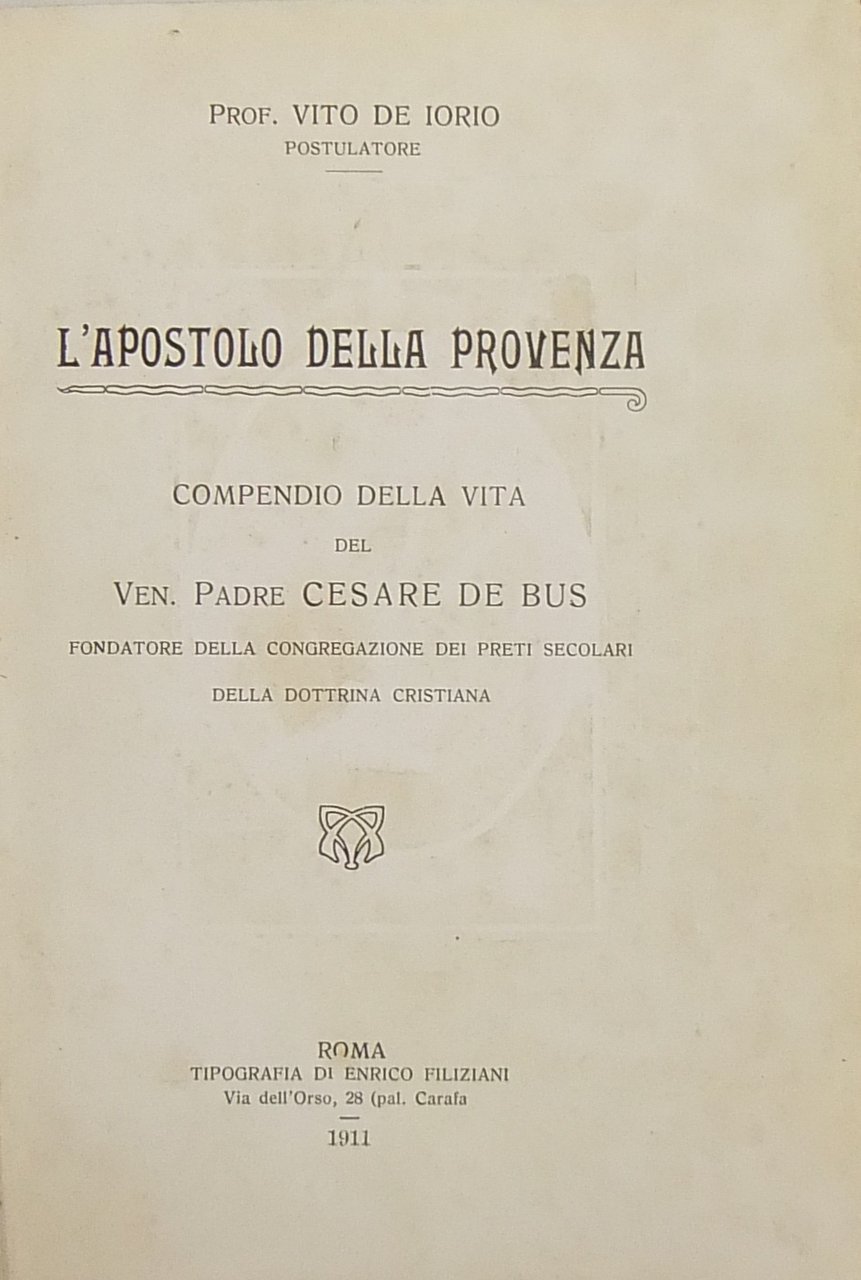 PROF. VITO DE IORIO
POSTULATORE
L'APOSTOLO DELLA PROVENZA
COMPENDIO DELLA VITA
DEL
VEN. PADRE CESARE DE BUS
FONDATORE DELLA CONGREGAZIONE DEI PRETI SECOLARI
DELLA DOTTRINA CRISTIANA
ROMA
TIPOGRAFIA DI ENRICO FILIZIANI
Via dell'Orso, 28 (pal. Carafa
1911